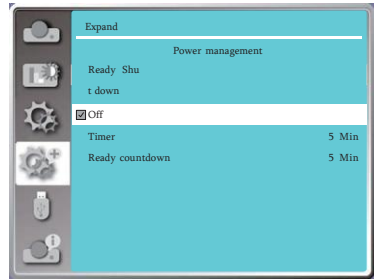 Expand
Power management
Ready Shu
t down
Off
Timer 5 Min
Ready countdown 5 Min